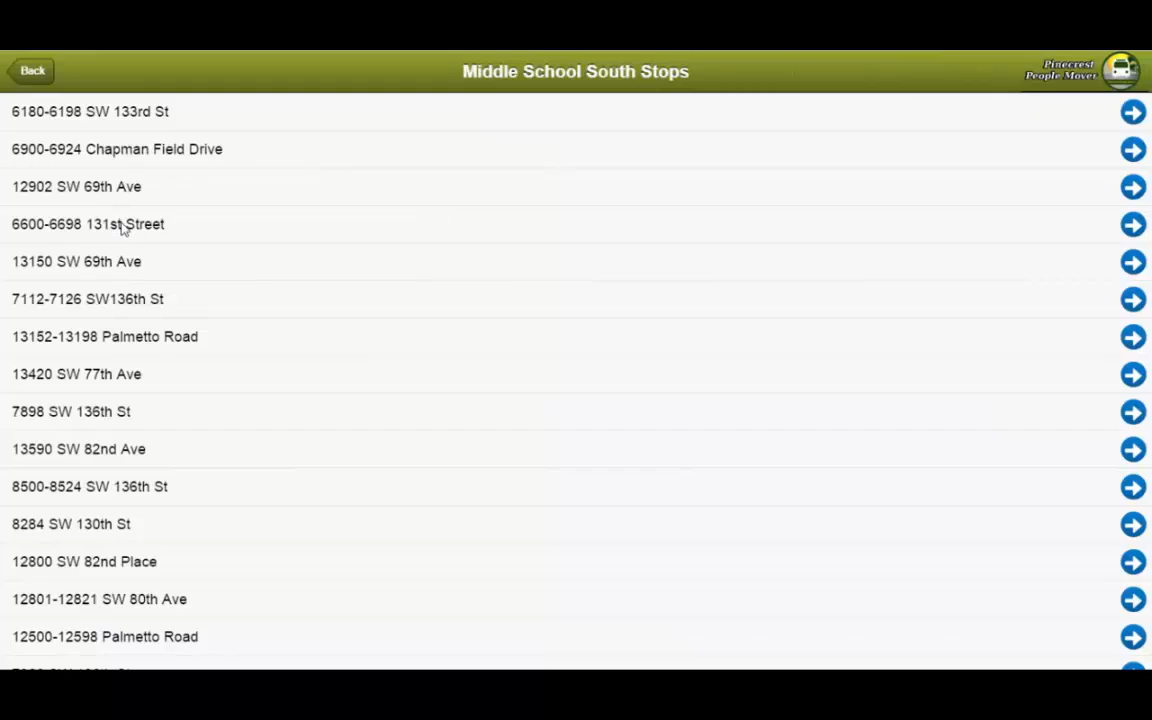 Back
Middle School South Stops
Pinecrest
People Mover
6180-6198 SW 133rd St
6900-6924 Chapman Field Drive
12902 SW 69th Ave
6600-6698 131st Street
13150 SW 69th Ave
7112-7126 SW136th St
13152-13198 Palmetto Road
13420 SW 77th Ave
7898 SW 136th St
13590 SW 82nd Ave
8500-8524 SW 136th St
8284 SW 130th St
12800 SW 82nd Place
12801-12821 SW 80th Ave
12500-12598 Palmetto Road